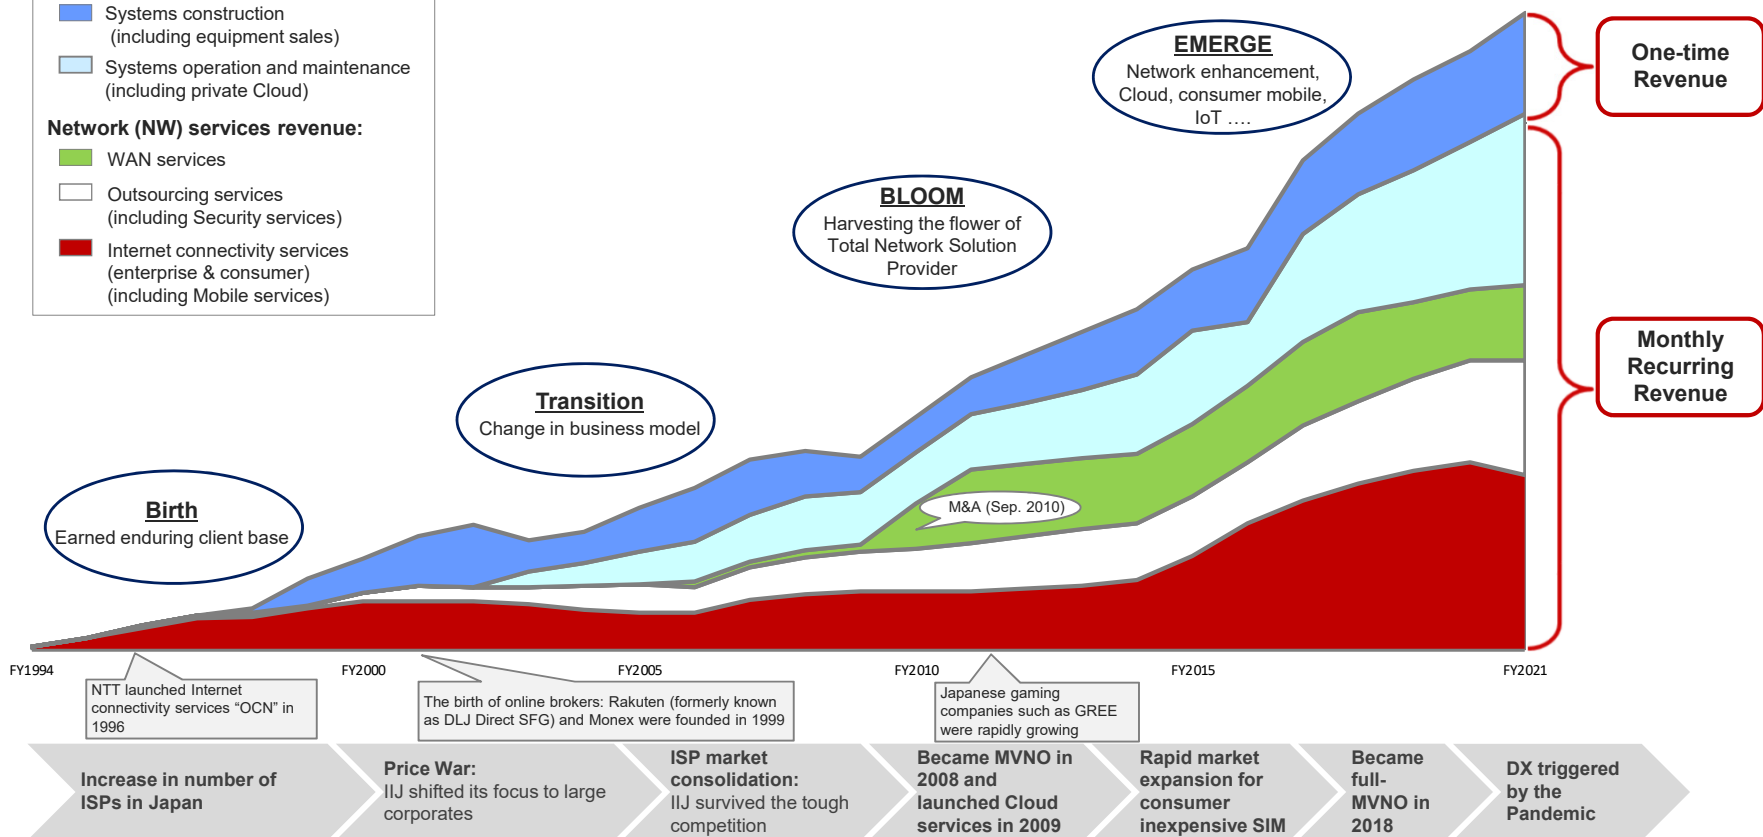 Systems construction
(including equipment sales)
Systems operation and maintenance
(including private Cloud)
Network (NW) services revenue:
WAN services
Outsourcing services
(including Security services)
Internet connectivity services
(enterprise & consumer)
(including Mobile services)
EMERGE
Network enhancement,
Cloud, consumer mobile,
IoT ....
One-time
Revenue
BLOOM
Harvesting the flower of
Total Network Solution
Provider
Monthly
Recurring
Revenue
Transition
Change in business model
Birth
Earned enduring client base
M&A (Sep. 2010)
FY1994
FY2000
FY2005
FY2010
FY2015
FY2021
NTT launched Internet
connectivity services “OCN” in
1996
The birth of online brokers: Rakuten (formerly known
as DLJ Direct SFG) and Monex were founded in 1999
Japanese gaming
companies such as GREE
were rapidly growing
Increase in number of
ISPs in Japan
Price War:
IIJ shifted its focus to large
corporates
ISP market
consolidation:
IIJ survived the tough
competition
Became MVNO in
2008 and
launched Cloud
services in 2009
Rapid market
expansion for
consumer
inexpensive SIM
Became
full-
MVNO in
2018
DX triggered
by the
Pandemic